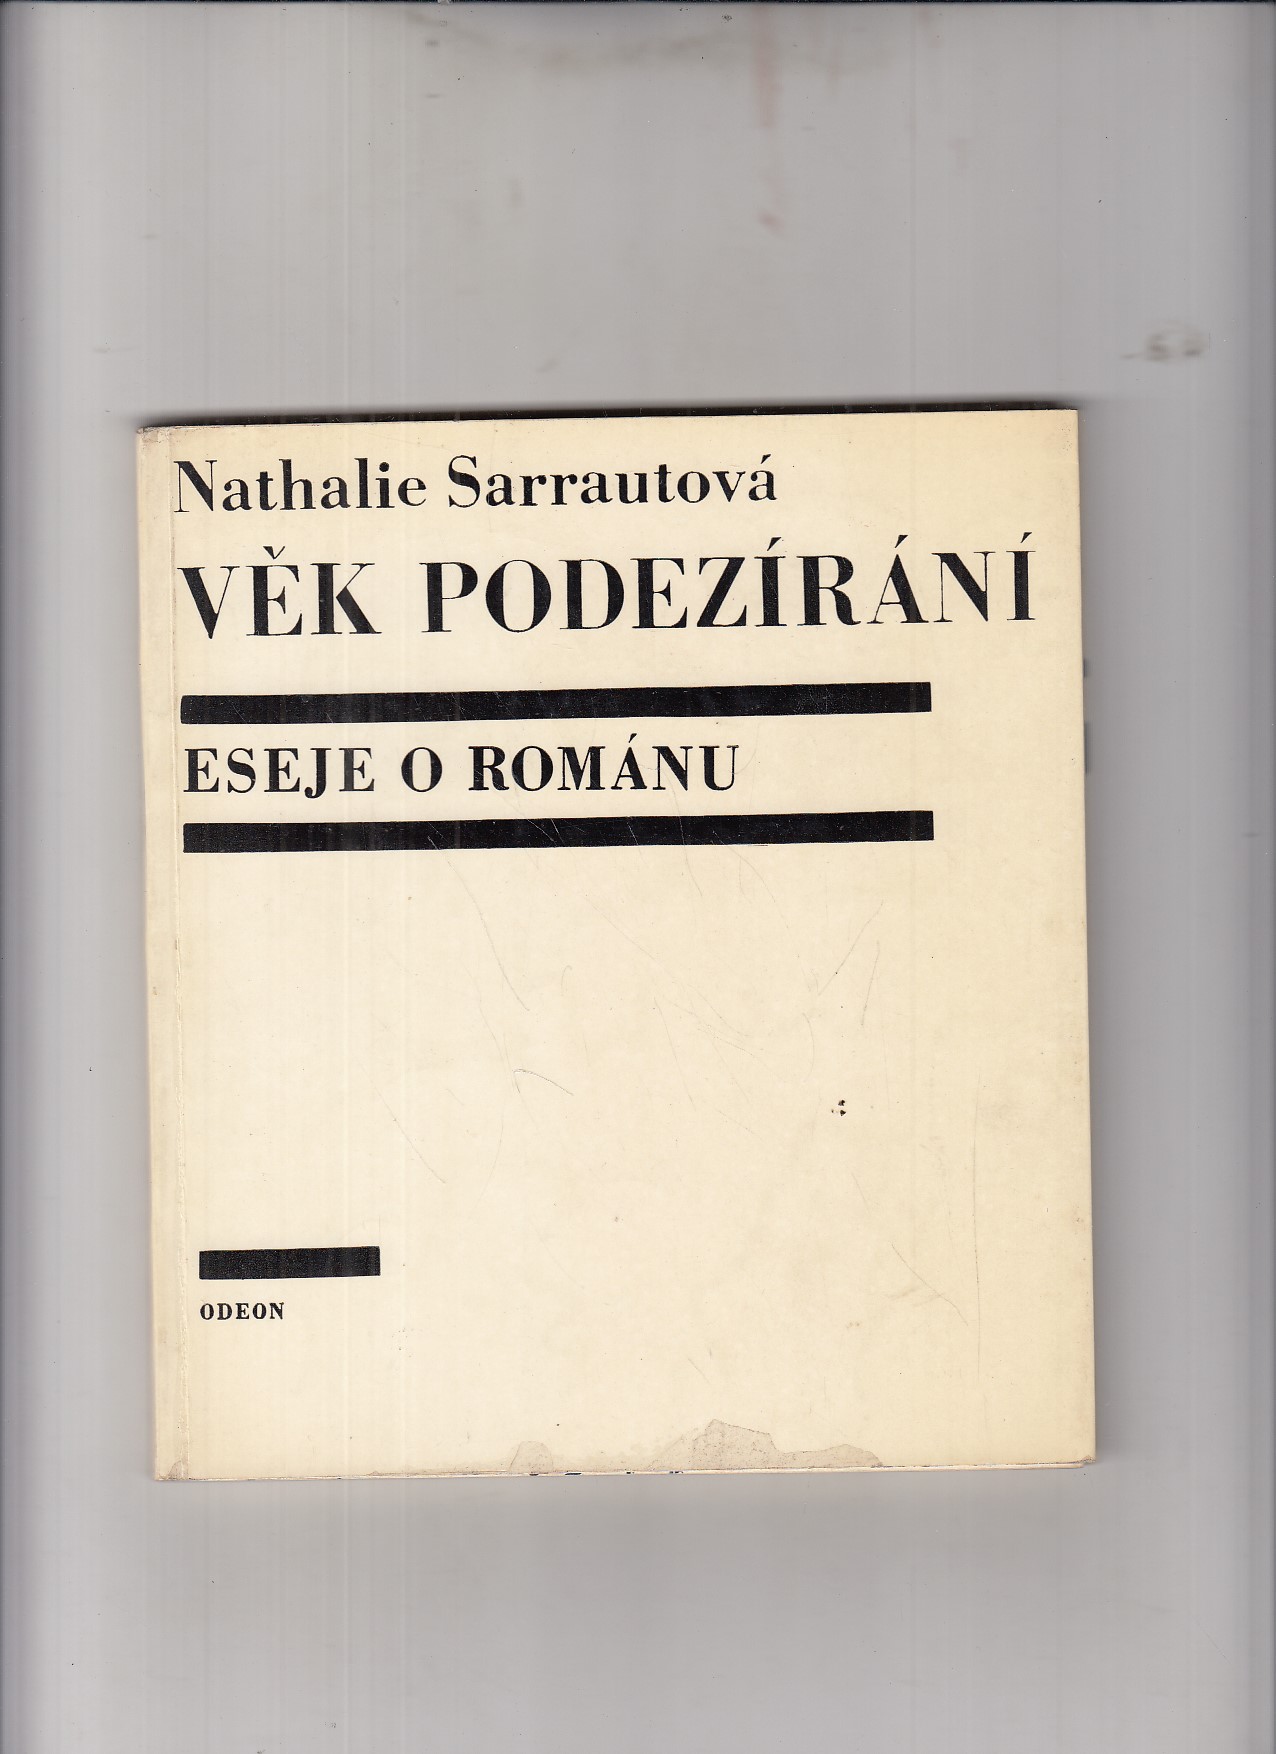 Nathalie Sarrautová
VĚK PODEZÍRÁNÍ
ESEJE O ROMÁNU
ODEON